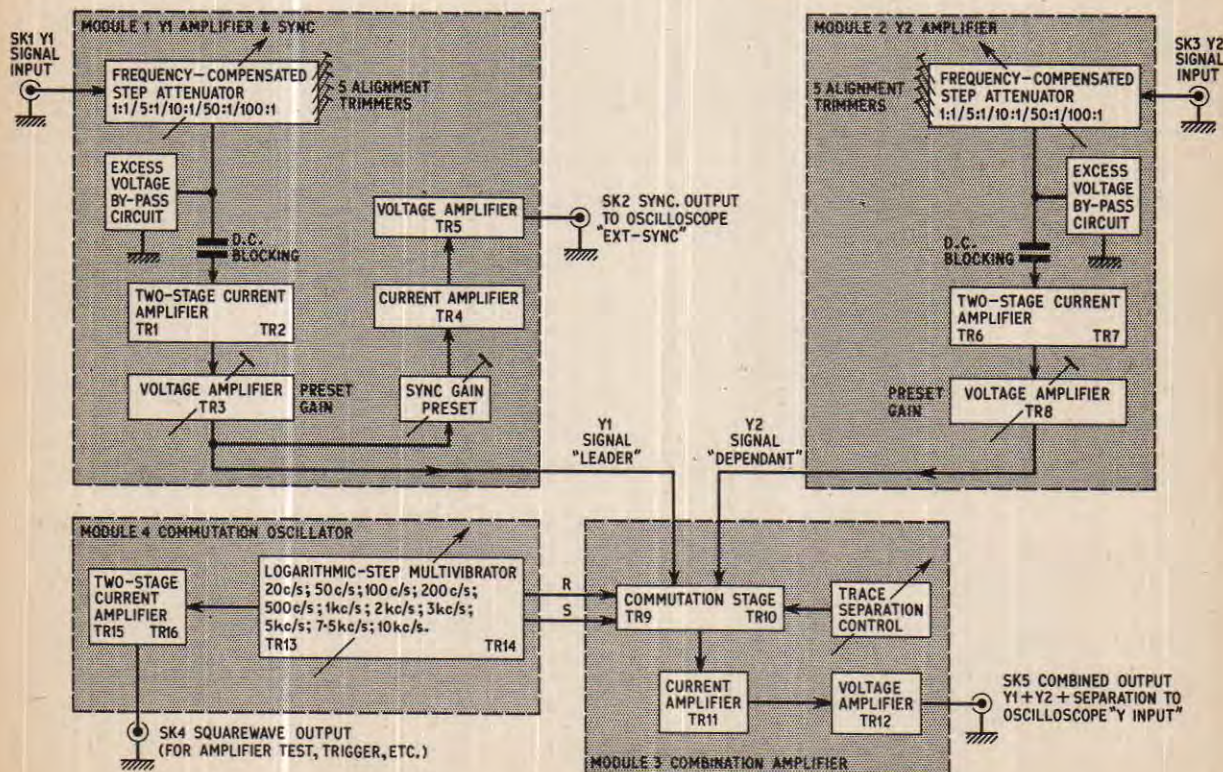 MODULE 1 Y1 AMPLIFIER & SYNC
SK1 Y1
SIGNAL
INPUT
FREQUENCY-COMPENSATED
STEP ATTENUATOR
1:1/5:1/10:1/50:1/100:1
5 ALIGNMENT
TRIMMERS
EXCESS
VOLTAGE
BY-PASS
CIRCUIT
D.C.
BLOCKING
TWO-STAGE CURRENT
AMPLIFIER
TR1 TR2
VOLTAGE AMPLIFIER
TR3
PRESET
GAIN
VOLTAGE AMPLIFIER
TR5
CURRENT AMPLIFIER
TR4
SYNC GAIN
PRESET
SK2 SYNC. OUTPUT
TO OSCILLOSCOPE
"EXT-SYNC"
MODULE 2 Y2 AMPLIFIER
5 ALIGNMENT
TRIMMERS
FREQUENCY-COMPENSATED
STEP ATTENUATOR
1:1/5:1/10:1/50:1/100:1
SK3 Y2
SIGNAL
INPUT
EXCESS
VOLTAGE
BY-PASS
CIRCUIT
D.C.
BLOCKING
TWO-STAGE CURRENT
AMPLIFIER
TR6 TR7
PRESET
GAIN
VOLTAGE AMPLIFIER
TR8
Y1
SIGNAL
"LEADER"
Y2
SIGNAL
"DEPENDANT"
MODULE 4 COMMUTATION OSCILLATOR
TWO-STAGE
CURRENT
AMPLIFIER
TR15 TR16
LOGARITHMIC-STEP MULTIVIBRATOR
20c/s; 50c/s; 100c/s; 200c/s;
500c/s; 1kc/s; 2kc/s; 3kc/s;
5kc/s; 7·5kc/s; 10kc/s.
TR13 TR14
R
S
SK4 SQUAREWAVE OUTPUT
(FOR AMPLIFIER TEST, TRIGGER, ETC.)
COMMUTATION STAGE
TR9 TR10
TRACE
SEPARATION
CONTROL
CURRENT
AMPLIFIER
TR11
VOLTAGE
AMPLIFIER
TR12
SK5 COMBINED OUTPUT
Y1+Y2+SEPARATION TO
OSCILLOSCOPE "Y INPUT"
MODULE 3 COMBINATION AMPLIFIER